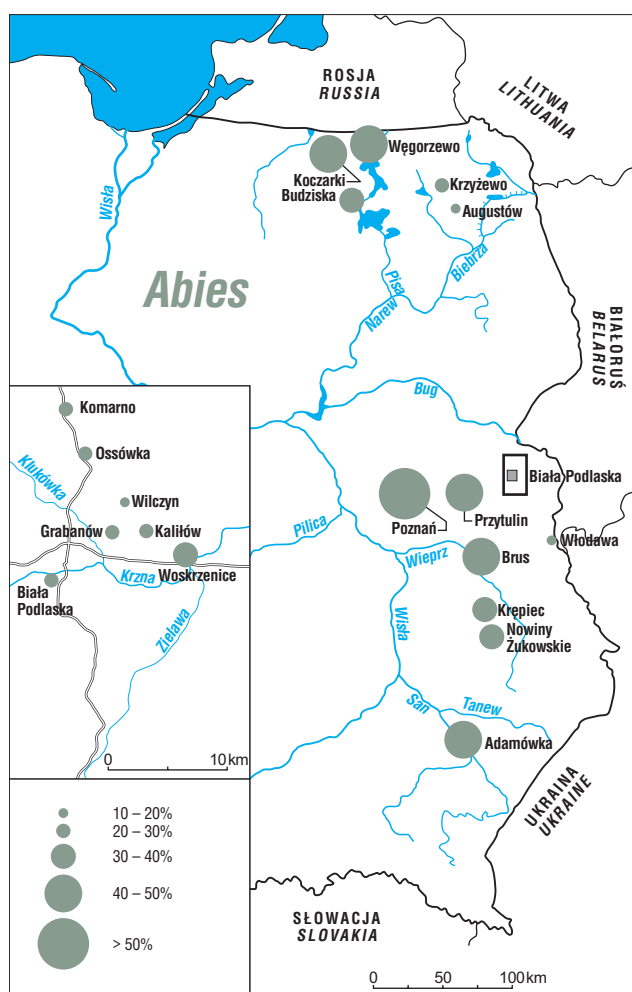 ROSJA
RUSSIA
LITWA
LITHUANIA
Węgorzewo
Koczarki
Budziska
Krzyżewo
Augustów
Wisła
Abies
Pisa
Biebrza
Narew
BIAŁORUŚ
BELARUS
Bug
Komarno
Ossówka
Klukówka
Wilczyn
Grabanów
Kaliłów
Woskrzenice
Krzna
Biała
Podlaska
Zielawa
0
10 km
Biała Podlaska
Poznań
Przytulin
Włodawa
Pilica
Wieprz
Brus
Krępiec
Nowiny
Żukowskie
Wisła
San
Tanew
Adamówka
UKRAINA
UKRAINE
10 – 20%
20 – 30%
30 – 40%
40 – 50%
> 50%
SŁOWACJA
SLOVAKIA
0
50
100 km